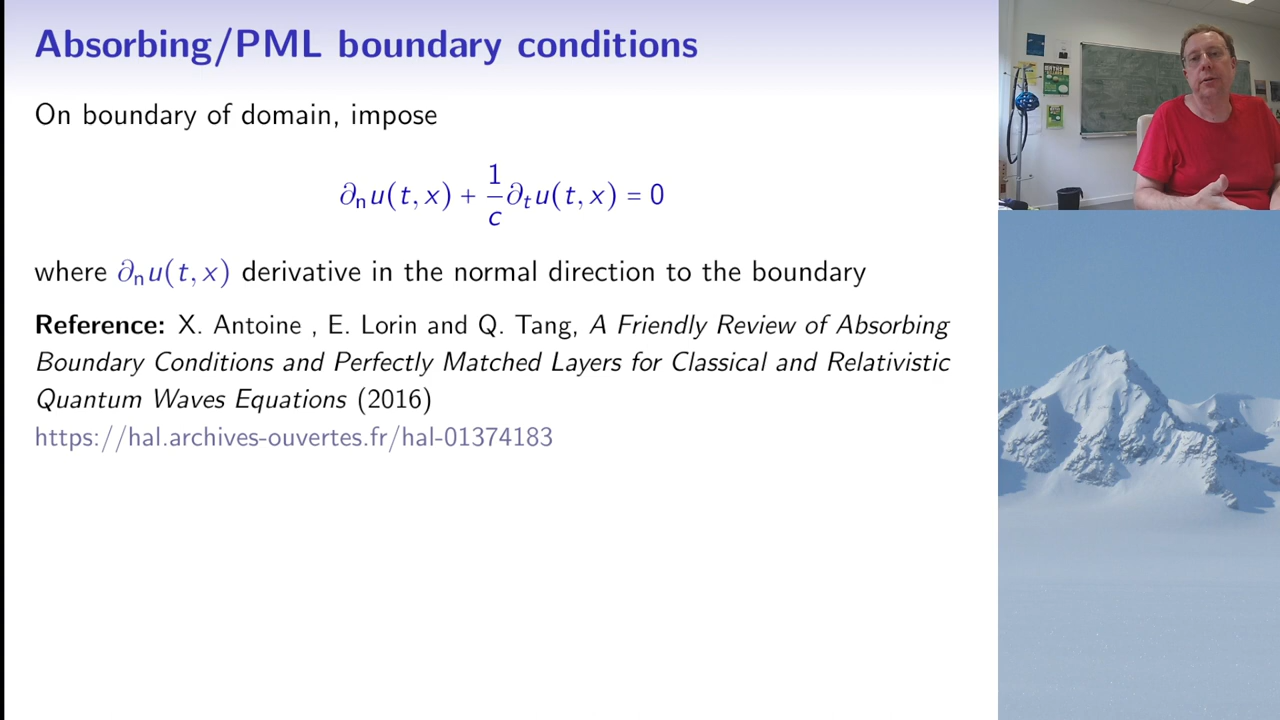 Absorbing/PML boundary conditions
On boundary of domain, impose
∂ₙu(t, x) + 1/c ∂ₜu(t, x) = 0
where ∂ₙu(t, x) derivative in the normal direction to the boundary
Reference: X. Antoine , E. Lorin and Q. Tang, A Friendly Review of Absorbing
Boundary Conditions and Perfectly Matched Layers for Classical and Relativistic
Quantum Waves Equations (2016)
https://hal.archives-ouvertes.fr/hal-01374183